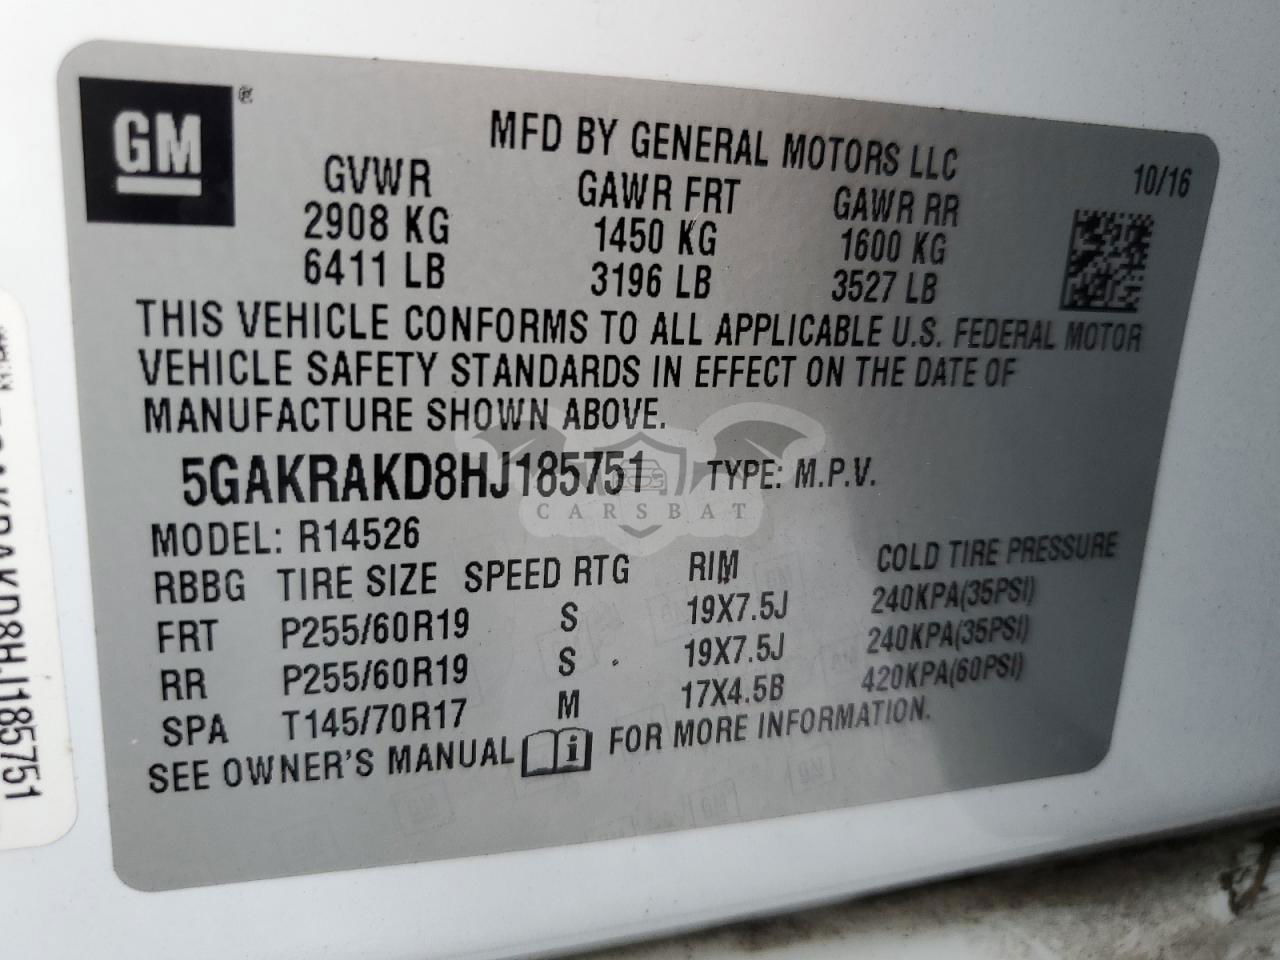 GM
MFD BY GENERAL MOTORS LLC
10/16
GVWR GAWR FRT GAWR RR
2908 KG 1450 KG 1600 KG
6411 LB 3196 LB 3527 LB
THIS VEHICLE CONFORMS TO ALL APPLICABLE U.S. FEDERAL MOTOR
VEHICLE SAFETY STANDARDS IN EFFECT ON THE DATE OF
MANUFACTURE SHOWN ABOVE.
5GAKRAKD8HJ185751 TYPE: M.P.V.
CARSBAT
MODEL: R14526
RBBG TIRE SIZE SPEED RTG RIM COLD TIRE PRESSURE
FRT P255/60R19 S 19X7.5J 240KPA(35PSI)
RR P255/60R19 S 19X7.5J 240KPA(35PSI)
SPA T145/70R17 M 17X4.5B 420KPA(60PSI)
SEE OWNER'S MANUAL i FOR MORE INFORMATION.